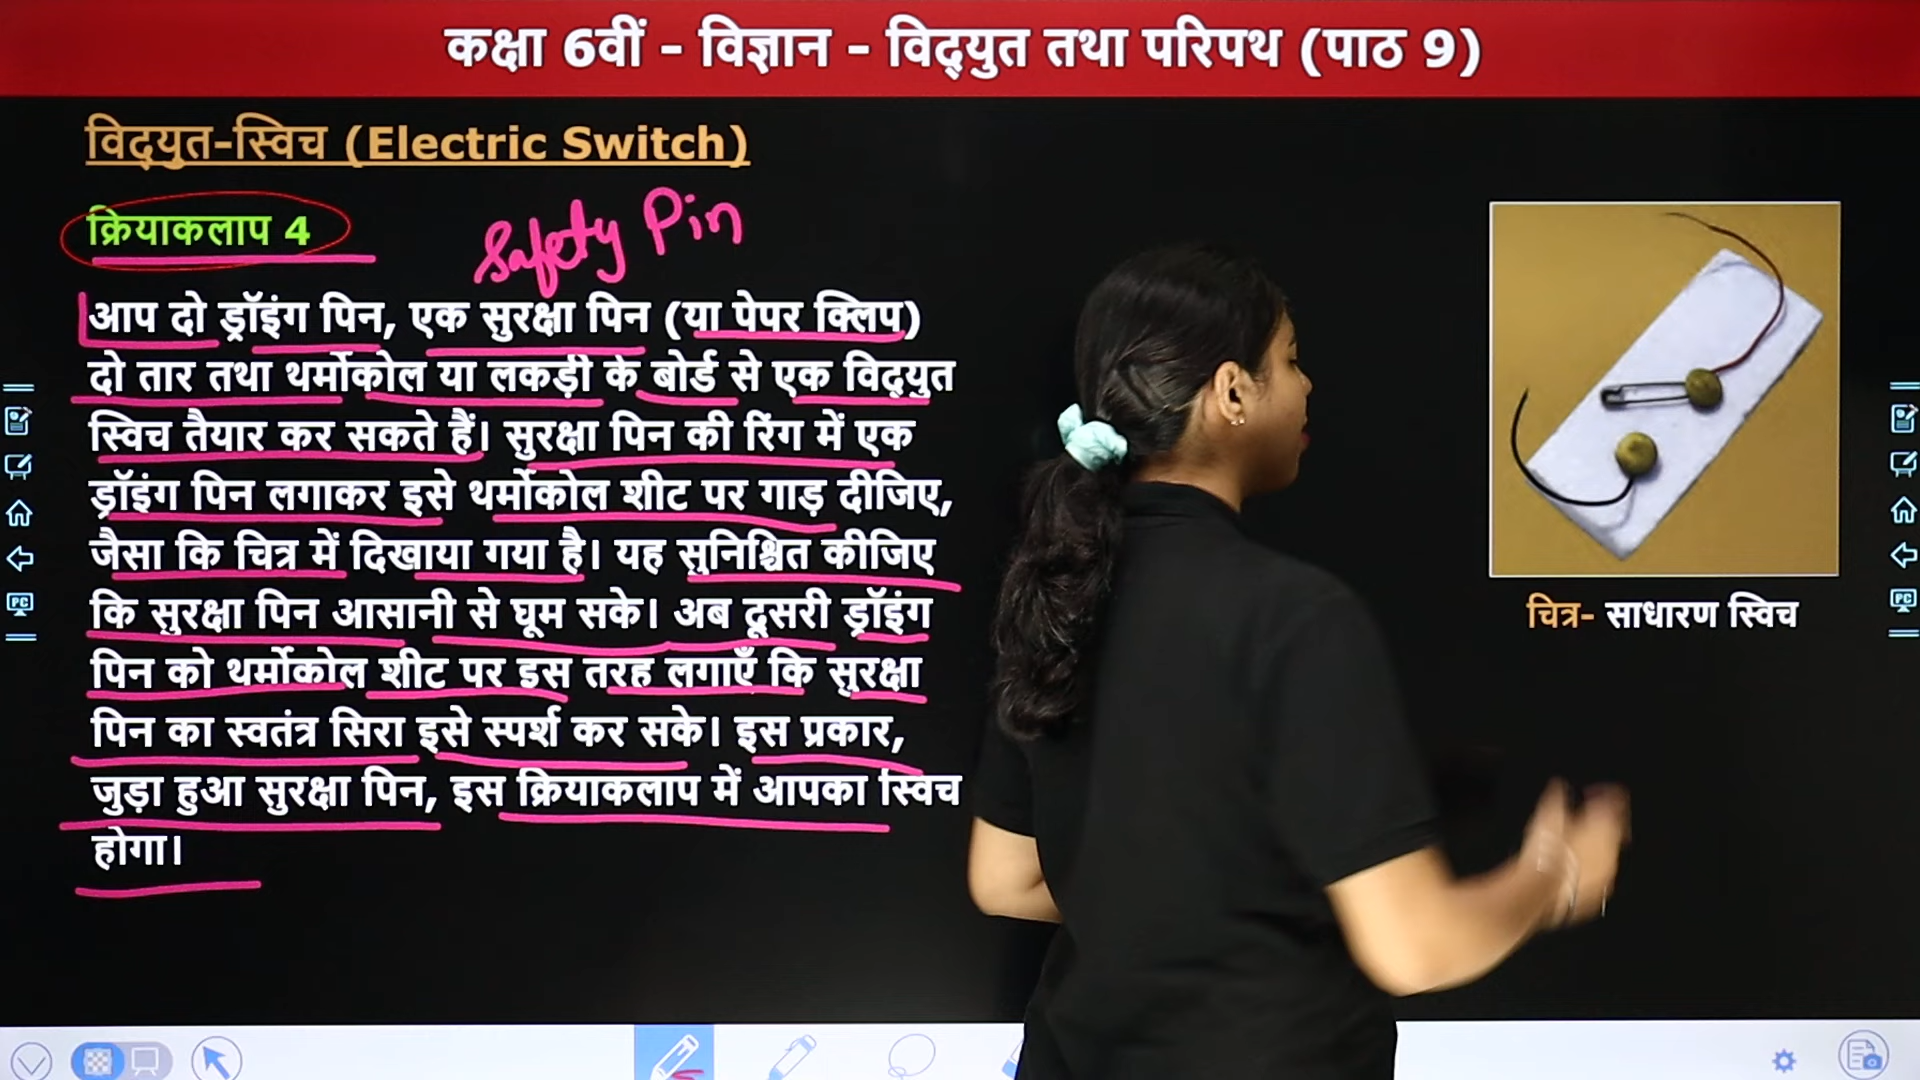 कक्षा 6वीं - विज्ञान - विद्युत तथा परिपथ (पाठ 9)
विद्युत-स्विच (Electric Switch)
क्रियाकलाप 4
Safety Pin
आप दो ड्रॉइंग पिन, एक सुरक्षा पिन (या पेपर क्लिप)
दो तार तथा थर्मोकोल या लकड़ी के बोर्ड से एक विद्युत
स्विच तैयार कर सकते हैं। सुरक्षा पिन की रिंग में एक
ड्रॉइंग पिन लगाकर इसे थर्मोकोल शीट पर गाड़ दीजिए,
जैसा कि चित्र में दिखाया गया है। यह सुनिश्चित कीजिए
कि सुरक्षा पिन आसानी से घूम सके। अब दूसरी ड्रॉइंग
पिन को थर्मोकोल शीट पर इस तरह लगाएँ कि सुरक्षा
पिन का स्वतंत्र सिरा इसे स्पर्श कर सके। इस प्रकार,
जुड़ा हुआ सुरक्षा पिन, इस क्रियाकलाप में आपका स्विच
होगा।
चित्र- साधारण स्विच
PC
PC